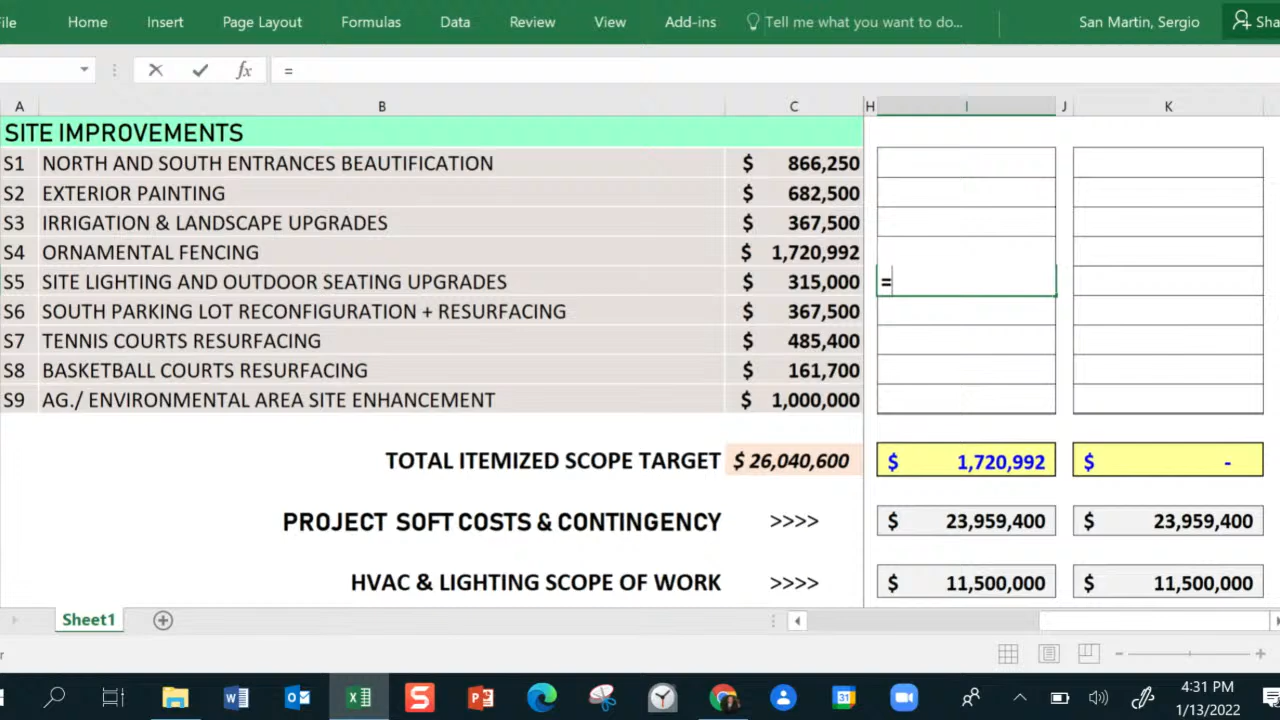 ile Home Insert Page Layout Formulas Data Review View Add-ins Tell me what you want to do... San Martin, Sergio Sha
fx =
A B C H I J K
SITE IMPROVEMENTS
S1 NORTH AND SOUTH ENTRANCES BEAUTIFICATION $ 866,250
S2 EXTERIOR PAINTING $ 682,500
S3 IRRIGATION & LANDSCAPE UPGRADES $ 367,500
S4 ORNAMENTAL FENCING $ 1,720,992
S5 SITE LIGHTING AND OUTDOOR SEATING UPGRADES $ 315,000 =
S6 SOUTH PARKING LOT RECONFIGURATION + RESURFACING $ 367,500
S7 TENNIS COURTS RESURFACING $ 485,400
S8 BASKETBALL COURTS RESURFACING $ 161,700
S9 AG./ ENVIRONMENTAL AREA SITE ENHANCEMENT $ 1,000,000
TOTAL ITEMIZED SCOPE TARGET $ 26,040,600 $ 1,720,992 $ -
PROJECT SOFT COSTS & CONTINGENCY >>>> $ 23,959,400 $ 23,959,400
HVAC & LIGHTING SCOPE OF WORK >>>> $ 11,500,000 $ 11,500,000
Sheet1
r
4:31 PM
1/13/2022